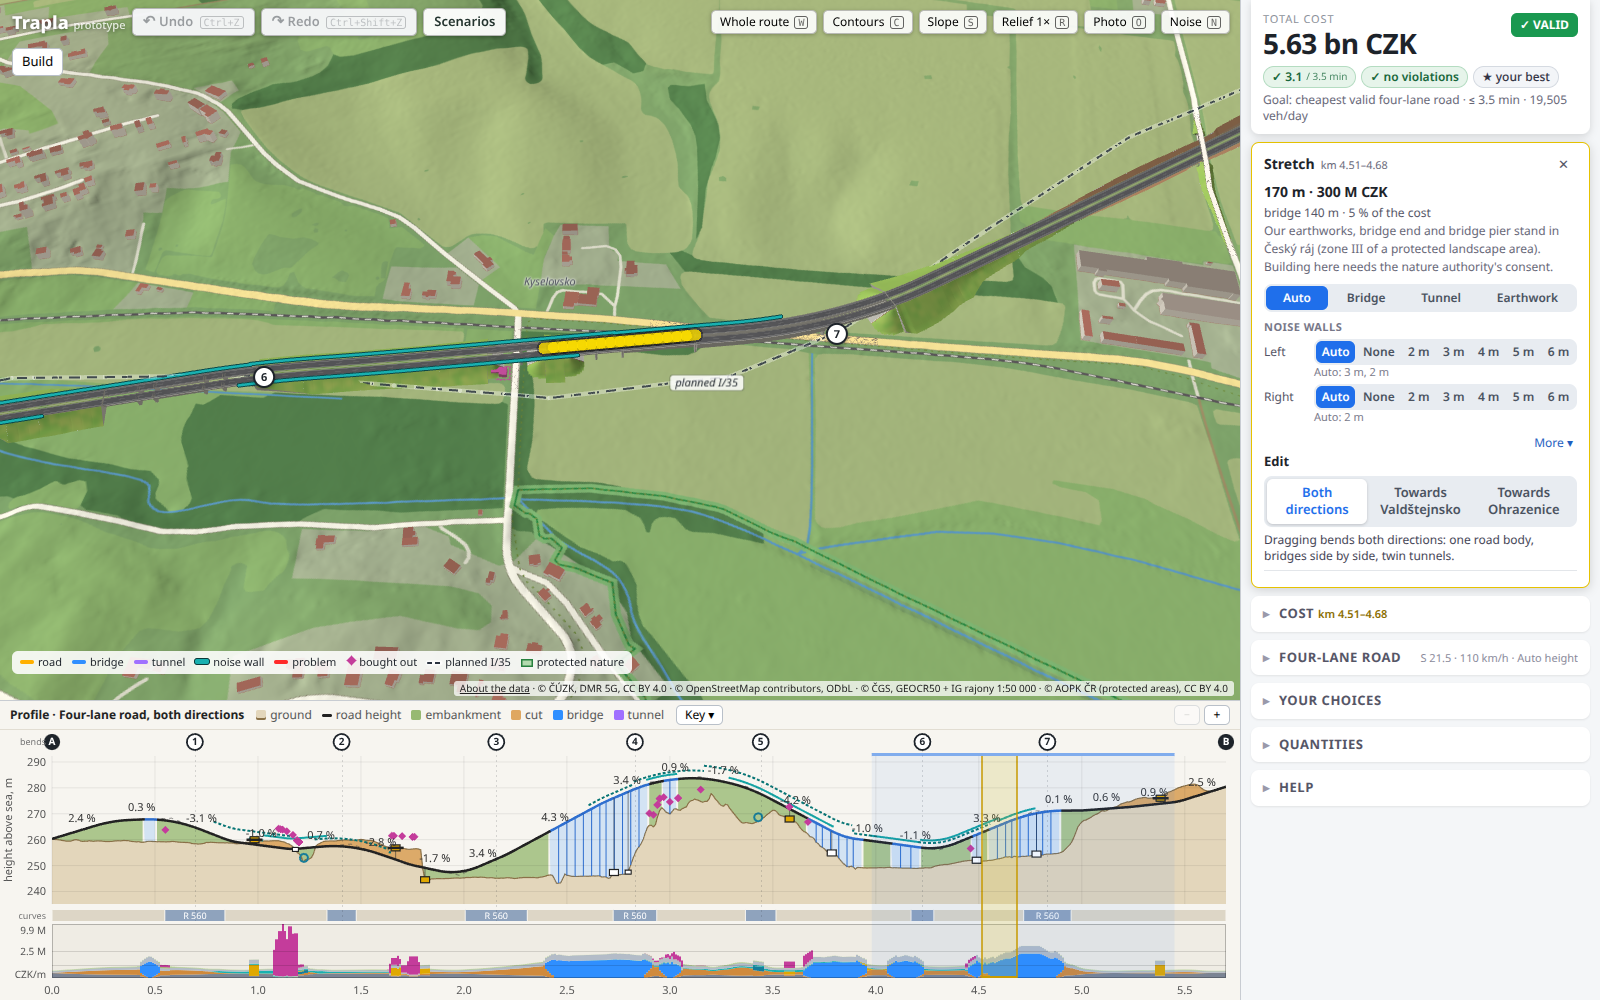 Trapla prototype
↶ Undo Ctrl+Z
↷ Redo Ctrl+Shift+Z
Scenarios
Whole route W
Contours C
Slope S
Relief 1× R
Photo O
Noise N
Build
Kyselovsko
6
7
planned I/35
road
bridge
tunnel
noise wall
problem
bought out
planned I/35
protected nature
About the data · © ČÚZK, DMR 5G, CC BY 4.0 · © OpenStreetMap contributors, ODbL · © ČGS, GEOCR50 + IG rajony 1:50 000 · © AOPK ČR (protected areas), CC BY 4.0
TOTAL COST
5.63 bn CZK
✓ VALID
✓ 3.1 / 3.5 min
✓ no violations
★ your best
Goal: cheapest valid four-lane road · ≤ 3.5 min · 19,505
veh/day
Stretch km 4.51–4.68
✕
170 m · 300 M CZK
bridge 140 m · 5 % of the cost
Our earthworks, bridge end and bridge pier stand in
Český ráj (zone III of a protected landscape area).
Building here needs the nature authority's consent.
Auto Bridge Tunnel Earthwork
NOISE WALLS
Left Auto None 2 m 3 m 4 m 5 m 6 m
Auto: 3 m, 2 m
Right Auto None 2 m 3 m 4 m 5 m 6 m
Auto: 2 m
More ▾
Edit
Both directions
Towards Valdštejnsko
Towards Ohrazenice
Dragging bends both directions: one road body,
bridges side by side, twin tunnels.
▸ COST km 4.51–4.68
▸ FOUR-LANE ROAD S 21.5 · 110 km/h · Auto height
▸ YOUR CHOICES
▸ QUANTITIES
▸ HELP
Profile · Four-lane road, both directions
ground
road height
embankment
cut
bridge
tunnel
Key ▾
−
+
bends A 1 2 3 4 5 6 7 B
height above sea, m
290
280
270
260
250
240
2.4 %
0.3 %
-3.1 %
-1.0 %
0.7 %
-2.8 %
-1.7 %
3.4 %
4.3 %
3.4 %
0.9 %
-1.7 %
-4.2 %
-1.0 %
-1.1 %
3.3 %
0.1 %
0.6 %
0.9 %
2.5 %
curves R 560 R 560 R 560 R 560
9.9 M
2.5 M
CZK/m
0.0 0.5 1.0 1.5 2.0 2.5 3.0 3.5 4.0 4.5 5.0 5.5